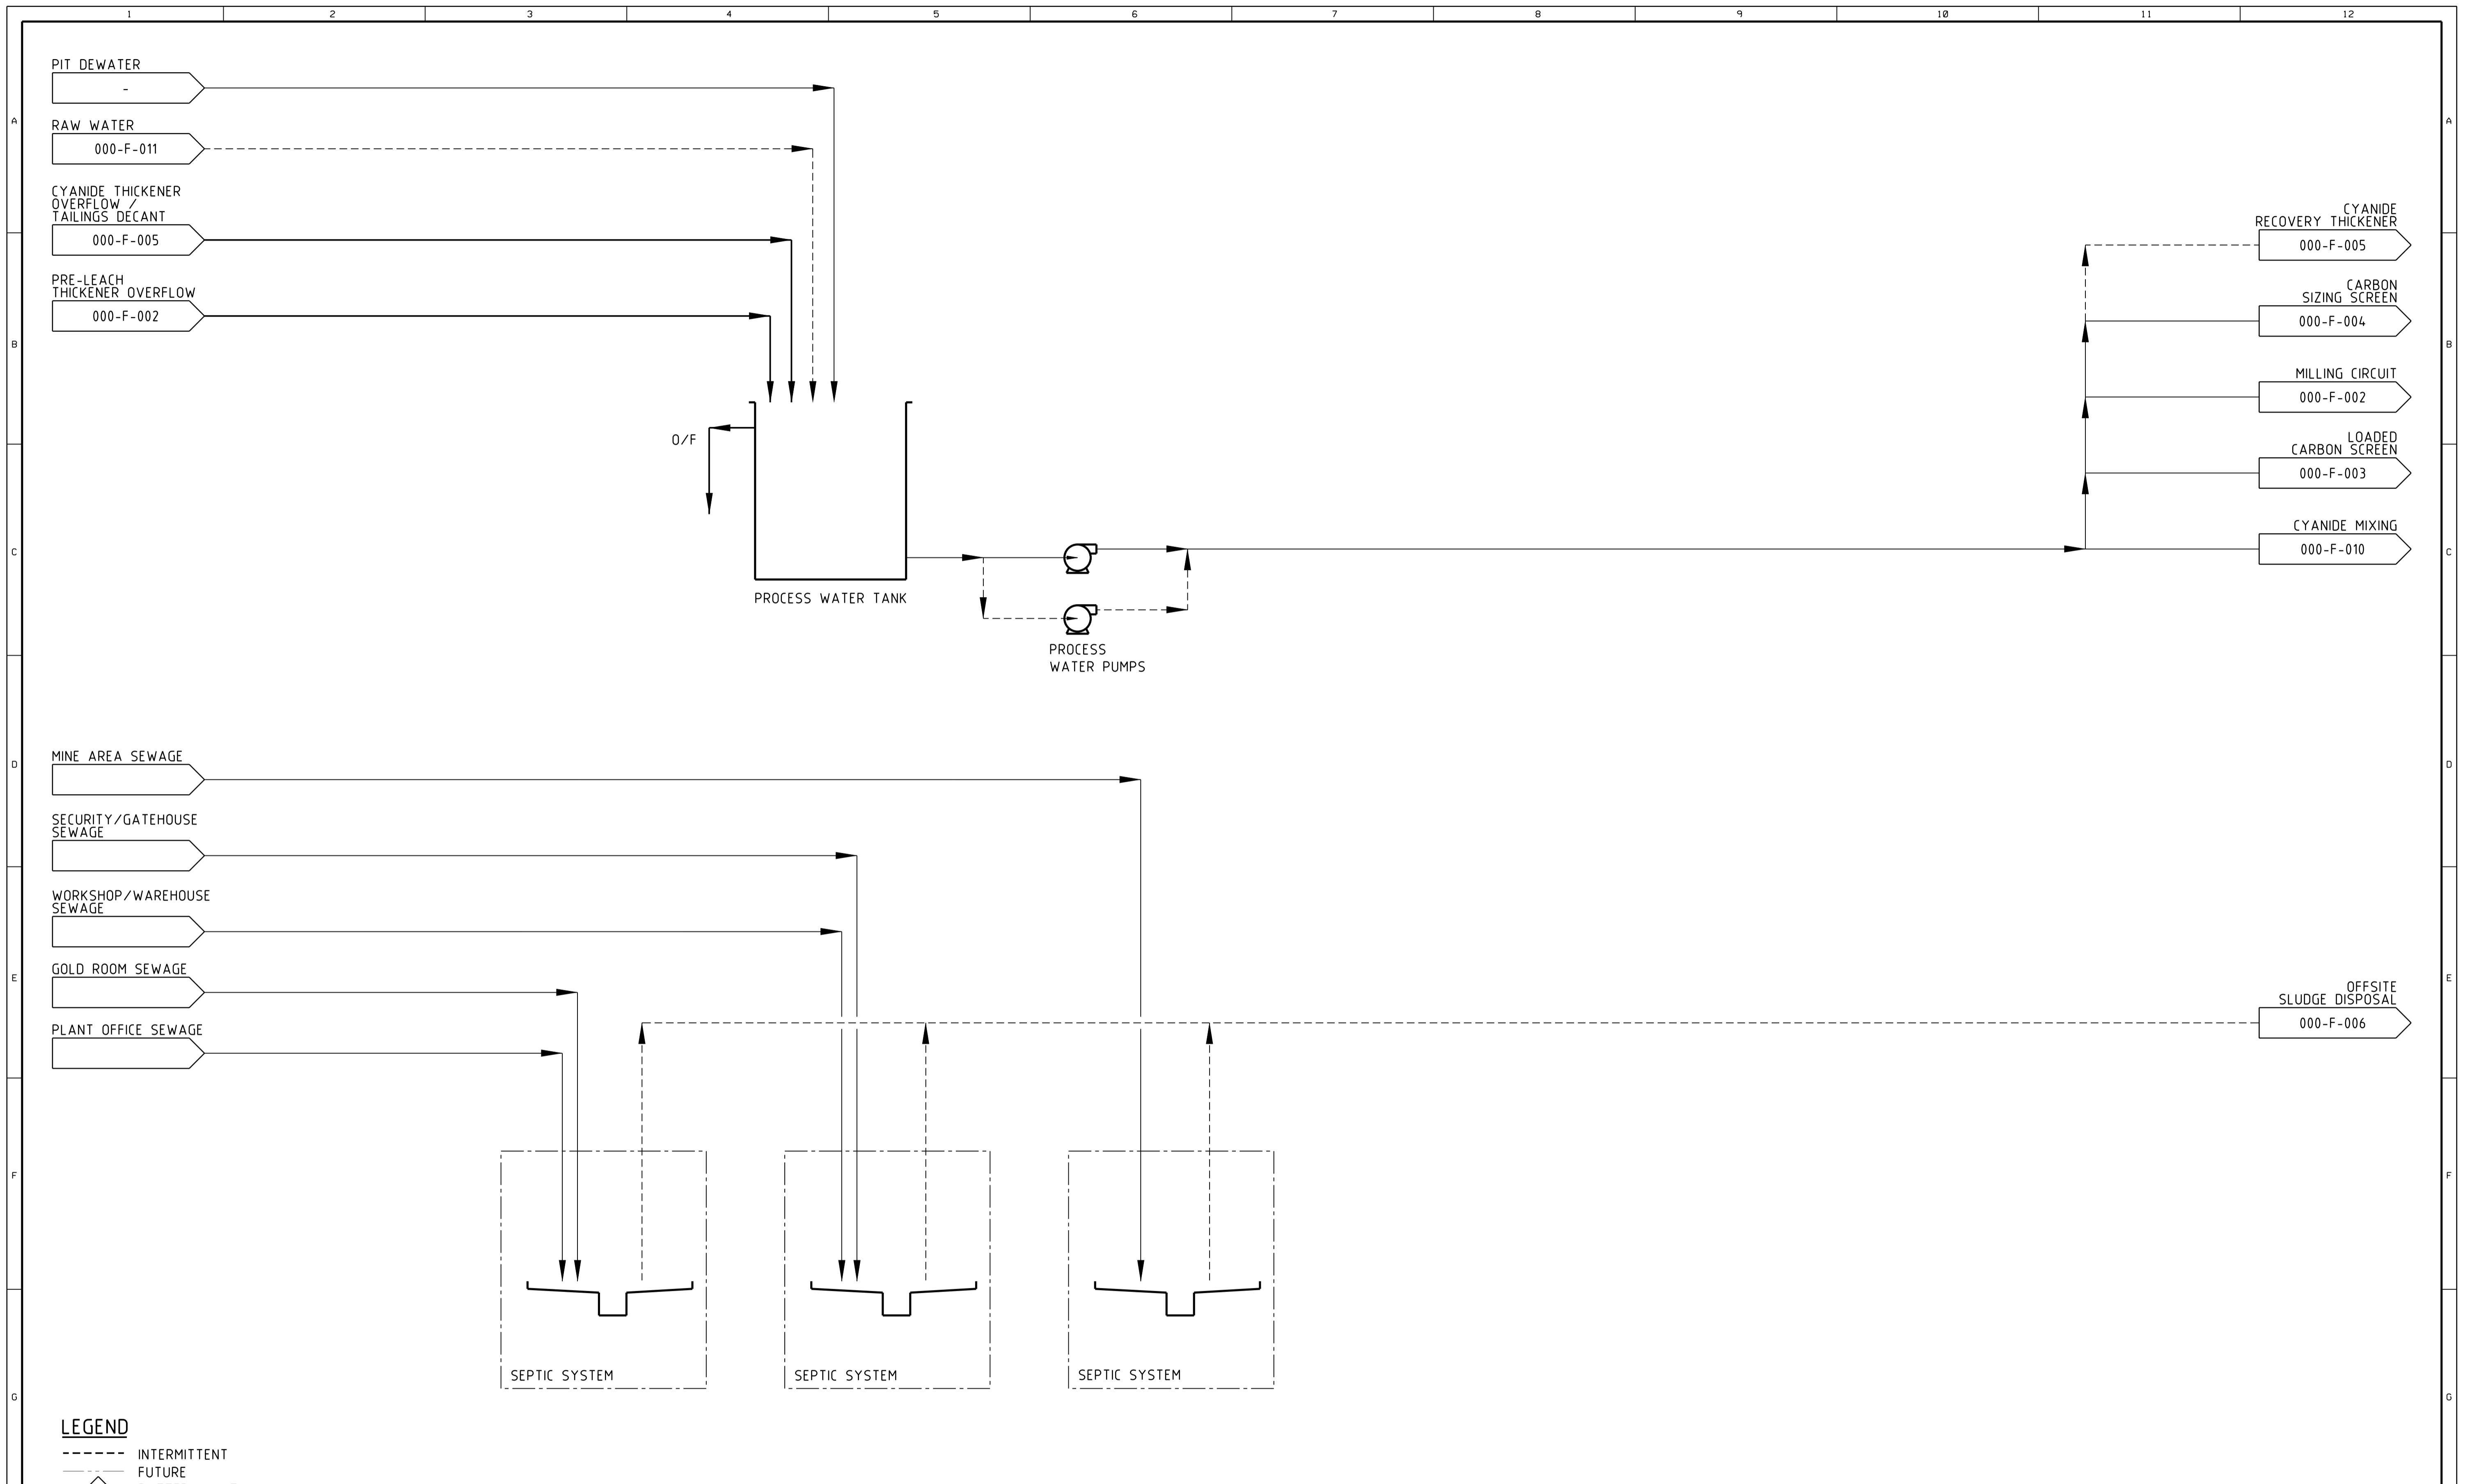 1 2 3 4 5 6 7 8 9 10 11 12
PIT DEWATER
-
A A
RAW WATER
000-F-011
CYANIDE THICKENER
OVERFLOW /
TAILINGS DECANT
000-F-005
CYANIDE
RECOVERY THICKENER
000-F-005
PRE-LEACH
THICKENER OVERFLOW
000-F-002
CARBON
SIZING SCREEN
000-F-004
B B
MILLING CIRCUIT
000-F-002
O/F
LOADED
CARBON SCREEN
000-F-003
CYANIDE MIXING
000-F-010
C C
PROCESS WATER TANK
PROCESS
WATER PUMPS
MINE AREA SEWAGE
D D
SECURITY/GATEHOUSE
SEWAGE
WORKSHOP/WAREHOUSE
SEWAGE
GOLD ROOM SEWAGE
E E
OFFSITE
SLUDGE DISPOSAL
000-F-006
PLANT OFFICE SEWAGE
F F
SEPTIC SYSTEM SEPTIC SYSTEM SEPTIC SYSTEM
G G
LEGEND
INTERMITTENT
FUTURE